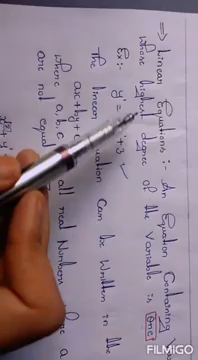 ⇒ Linear Equations :- An Equation Containing V
whose highest degree of the variable is one
Ex:- y = + 3 ✓
The linear Can be written in the
ax + by + c
where a, b, c all real Numbers a
are not equal
FILMIGO